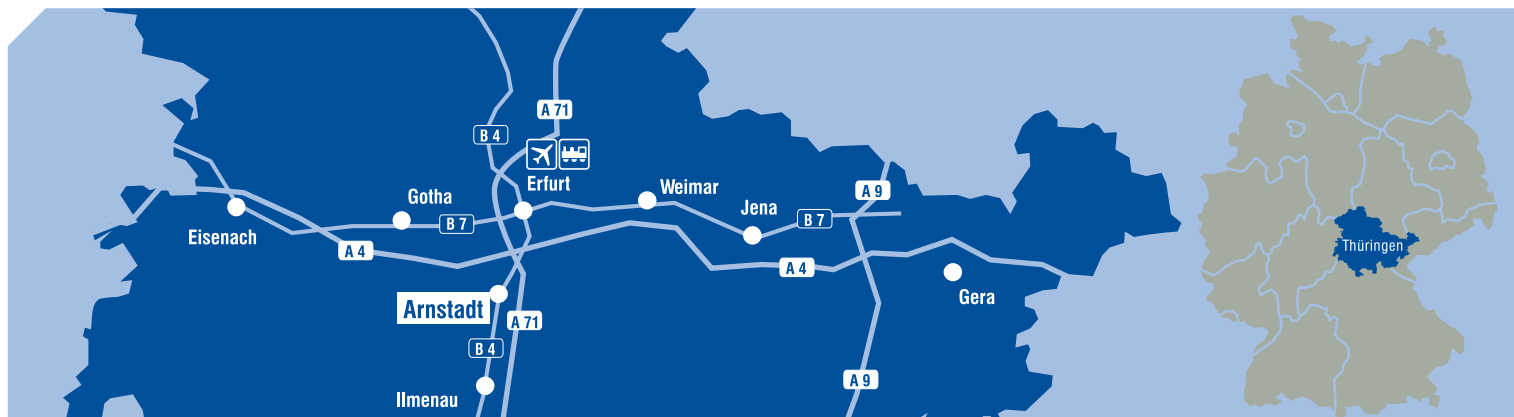 A 71
B 4
Erfurt
Gotha
Weimar
A 9
Jena
B 7
B 7
Eisenach
A 4
A 4
Gera
Arnstadt
A 71
B 4
A 9
Ilmenau
Thüringen